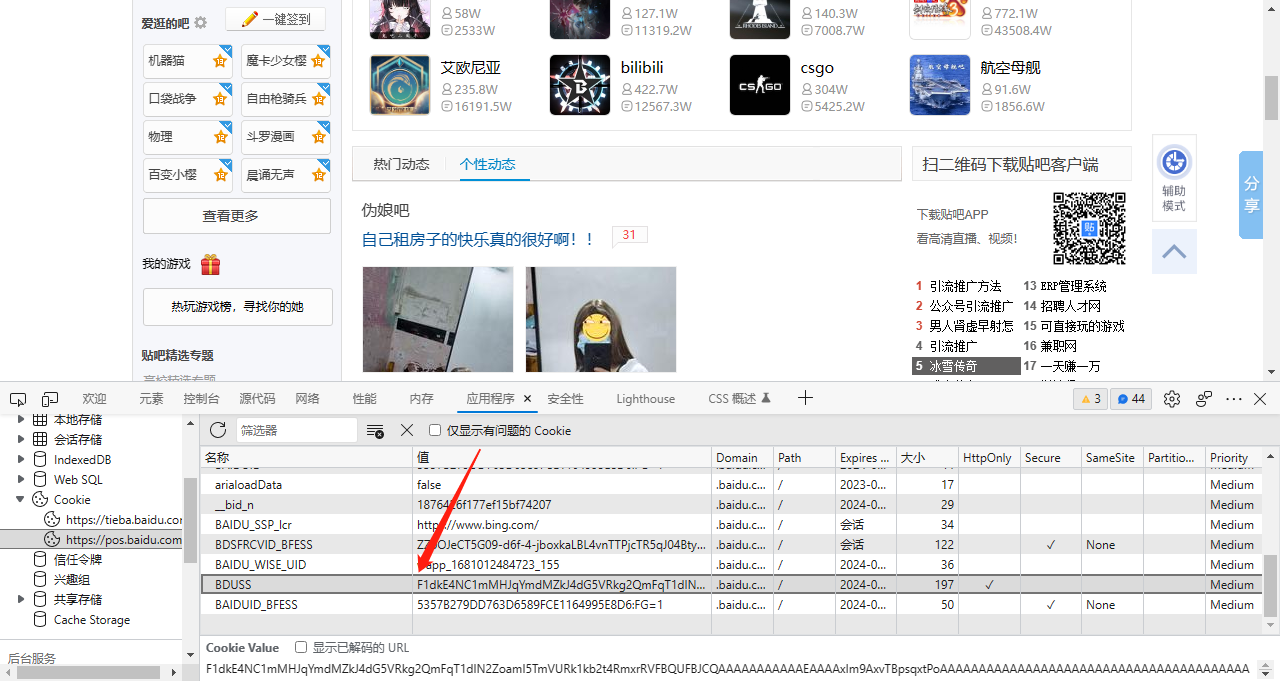 爱逛的吧 一键签到
58W 127.1W 140.3W 772.1W
2533W 11319.2W 7008.7W 43508.4W
机器猫 魔卡少女樱
艾欧尼亚 bilibili csgo 航空母舰
235.8W 422.7W 304W 91.6W
16191.5W 12567.3W 5425.2W 1856.6W
CS GO
口袋战争 自由枪骑兵
物理 斗罗漫画
百变小樱 晨诵无声
查看更多
我的游戏
热玩游戏榜，寻找你的她
贴吧精选专题
热门动态 个性动态
伪娘吧
自己租房子的快乐真的很好啊！！ 31
扫二维码下载贴吧客户端
下载贴吧APP
看高清直播、视频！
贴
1 引流推广方法 13 ERP管理系统
2 公众号引流推广 14 招聘人才网
3 男人肾虚早射怎 15 可直接玩的游戏
4 引流推广 16 兼职网
5 冰雪传奇 17 一天赚一万
辅助
模式
分
享
欢迎 元素 控制台 源代码 网络 性能 内存 应用程序 安全性 Lighthouse CSS 概述 3 44
本地存储
会话存储
IndexedDB
Web SQL
Cookie
https://tieba.baidu.com
https://pos.baidu.com
信任令牌
兴趣组
共享存储
Cache Storage
后台服务
筛选器 仅显示有问题的 Cookie
名称 值 Domain Path Expires ... 大小 HttpOnly Secure SameSite Partitio... Priority
arialoadData false .baidu.c... / 2023-0... 17 Medium
__bid_n .baidu.c... / 2024-0... 29 Medium
BAIDU_SSP_lcr .baidu.c... / 会话 34 Medium
BDSFRCVID_BFESS .baidu.c... / 会话 122 ✓ None Medium
BAIDU_WISE_UID .baidu.c... / 2024-0... 36 Medium
BDUSS F1dkE4NC1mMHJqYmdMZkJ4dG5VRkg2QmFqT1dIN... .baidu.c... / 2024-0... 197 ✓ Medium
BAIDUID_BFESS 5357B279DD763D6589FCE1164995E8D6:FG=1 .baidu.c... / 2024-0... 50 ✓ None Medium
Cookie Value 显示已解码的 URL